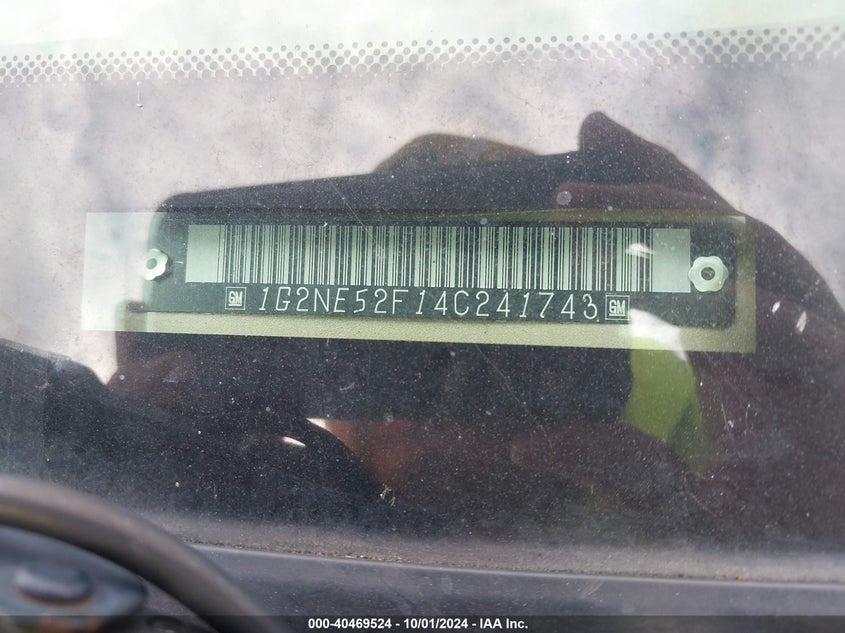 GM 1G2NE52F14C241743 GM
000-40469524 - 10/01/2024 - IAA Inc.